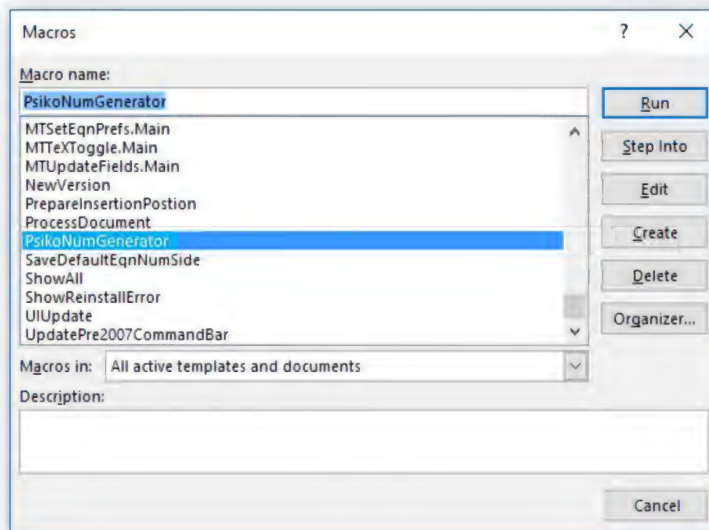 Macros
?
Macro name:
PsikoNumGenerator
Run
MTSetEqnPrefs.Main
MTTeXToggle.Main
MTUpdateFields.Main
NewVersion
PrepareInsertionPostion
ProcessDocument
PsikoNumGenerator
SaveDefaultEqnNumSide
ShowAll
ShowReinstallError
UIUpdate
UpdatePre2007CommandBar
Step Into
Edit
Create
Delete
Organizer...
Macros in: All active templates and documents
Description:
Cancel